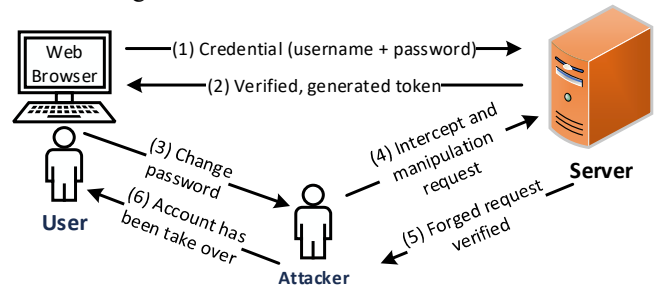 Web
Browser
(1) Credential (username + password)
(2) Verified, generated token
(3) Change
password
(4) Intercept and
manipulation
request
Server
(6) Account has
been take over
User
(5) Forged request
verified
Attacker